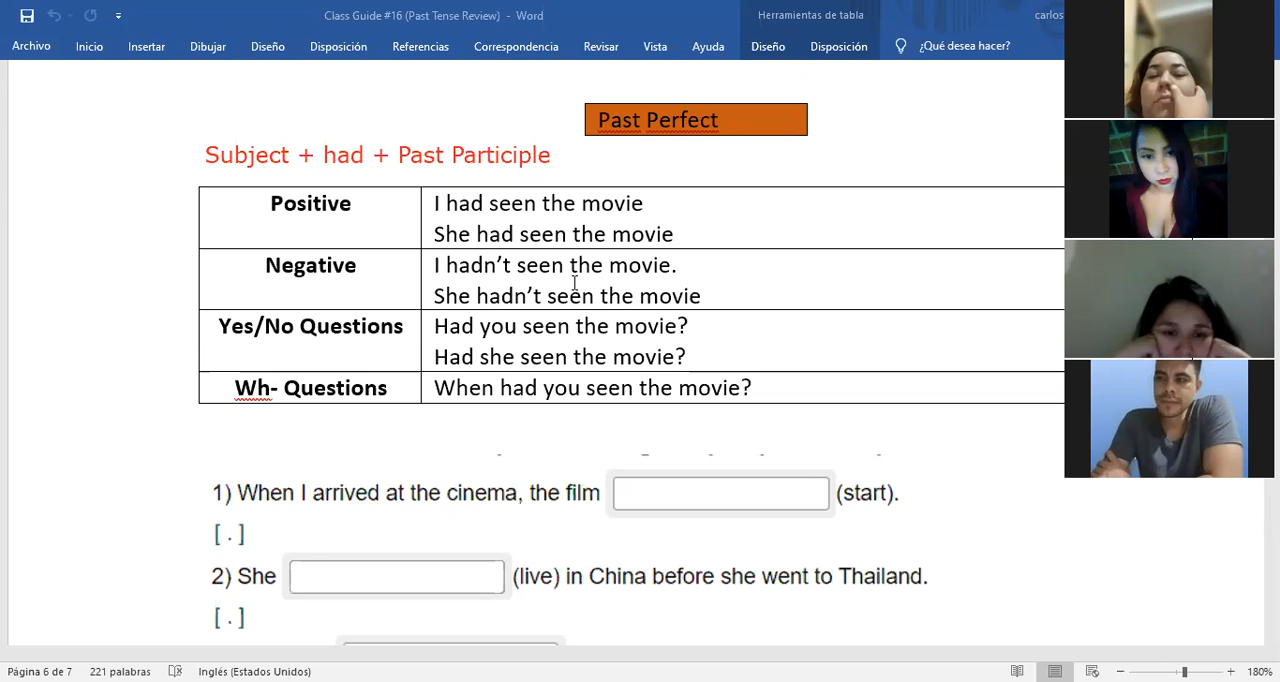 Class Guide #16 (Past Tense Review) - Word
Herramientas de tabla
carlos
Archivo Inicio Insertar Dibujar Diseño Disposición Referencias Correspondencia Revisar Vista Ayuda Diseño Disposición ¿Qué desea hacer?
Past Perfect
Subject + had + Past Participle
Positive
I had seen the movie
She had seen the movie
Negative
I hadn't seen the movie.
She hadn't seen the movie
Yes/No Questions
Had you seen the movie?
Had she seen the movie?
Wh- Questions
When had you seen the movie?
1) When I arrived at the cinema, the film (start).
[ . ]
2) She (live) in China before she went to Thailand.
[ . ]
Página 6 de 7 221 palabras Inglés (Estados Unidos) 180%